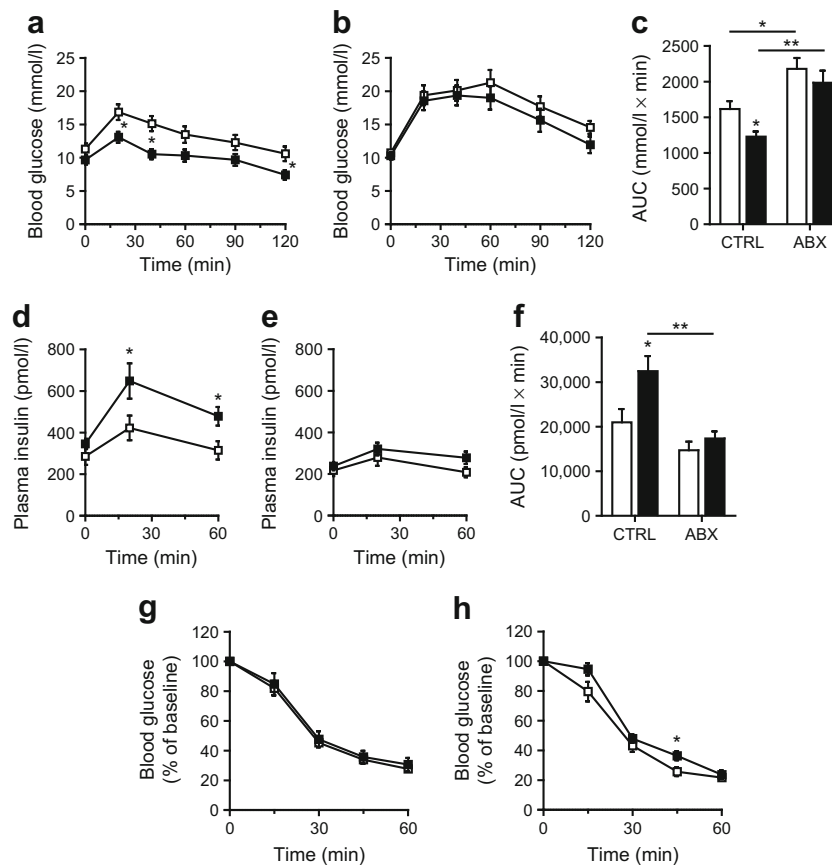 a
b
c
Blood glucose (mmol/l)
25
20
15
10
5
0
*
*
*
0 30 60 90 120
Time (min)
Blood glucose (mmol/l)
25
20
15
10
5
0
0 30 60 90 120
Time (min)
AUC (mmol/l × min)
2500
2000
1500
1000
500
0
*
**
*
CTRL ABX
d
e
f
Plasma insulin (pmol/l)
800
600
400
200
0
*
*
0 30 60
Time (min)
Plasma insulin (pmol/l)
800
600
400
200
0
0 30 60
Time (min)
AUC (pmol/l × min)
40,000
30,000
20,000
10,000
0
*
**
CTRL ABX
g
h
Blood glucose
(% of baseline)
120
100
80
60
40
20
0
0 30 60
Time (min)
Blood glucose
(% of baseline)
120
100
80
60
40
20
0
*
0 30 60
Time (min)